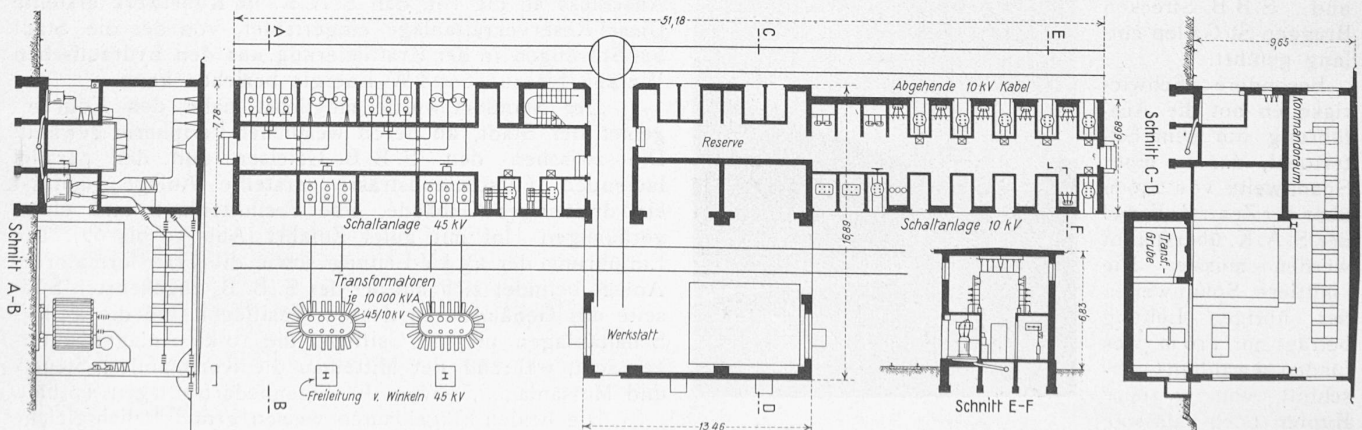 51,18
A
C
E
9,65
Abgehende 10 kV Kabel
7,78
Reserve
6,69
Schnitt C-D
Kommandoraum
Transf.-
Grube
Schaltanlage 45 kV
16,89
Schaltanlage 10 kV
F
Schnitt A-B
Transformatoren
je 10 000 kVA
45/10 kV
Werkstatt
6,83
Freileitung v. Winkeln 45 kV
B
D
Schnitt E-F
13,46